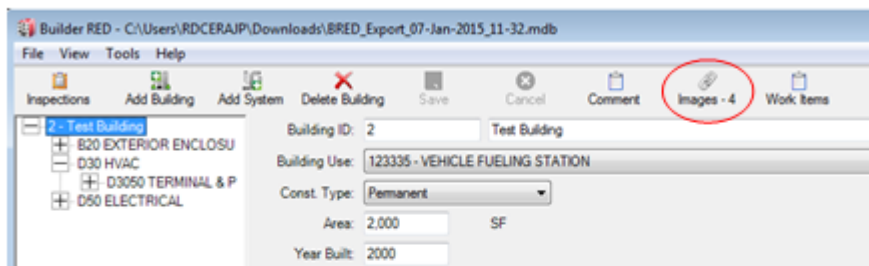 Builder RED - C:\Users\RDCERAJP\Downloads\BRED_Export_07-Jan-2015_11-32.mdb
File View Tools Help
Inspections Add Building Add System Delete Building Save Cancel Comment Images - 4 Work Items
2 - Test Building
B20 EXTERIOR ENCLOSU
D30 HVAC
D3050 TERMINAL & P
D50 ELECTRICAL
Building ID: 2 Test Building
Building Use: 123335 - VEHICLE FUELING STATION
Const. Type: Permanent
Area: 2,000 SF
Year Built: 2000